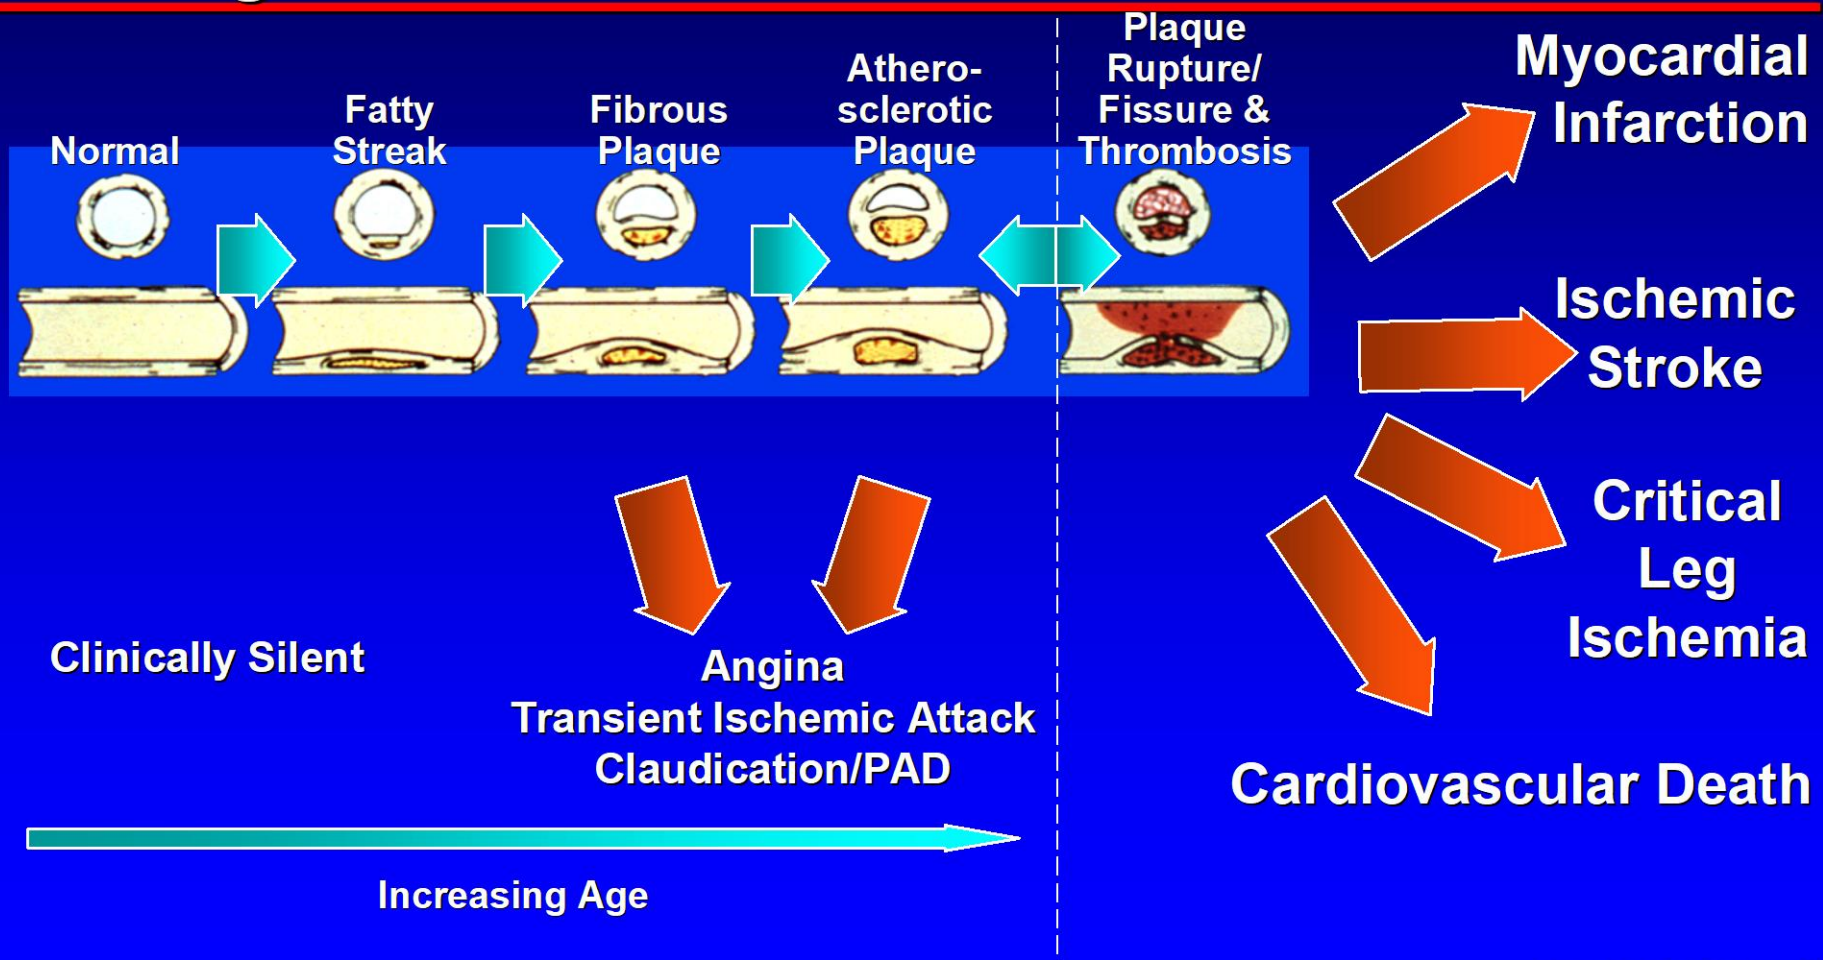 Normal
Fatty
Streak
Fibrous
Plaque
Athero-
sclerotic
Plaque
Plaque
Rupture/
Fissure &
Thrombosis
Myocardial
Infarction
Ischemic
Stroke
Critical
Leg
Ischemia
Cardiovascular Death
Clinically Silent
Angina
Transient Ischemic Attack
Claudication/PAD
Increasing Age